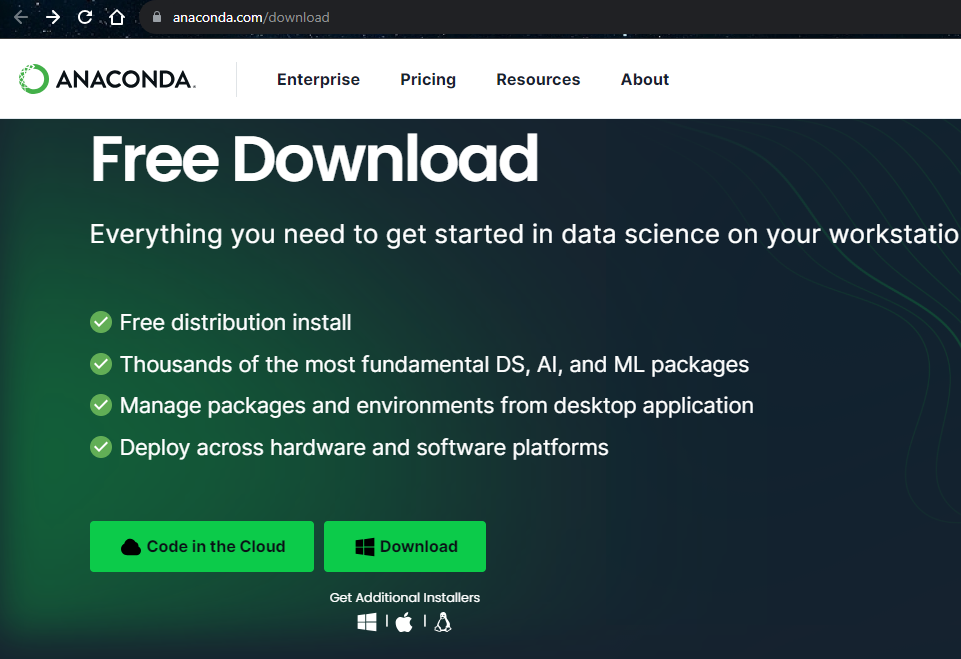 anaconda.com/download
ANACONDA.
Enterprise Pricing Resources About
Free Download
Everything you need to get started in data science on your workstatio
Free distribution install
Thousands of the most fundamental DS, AI, and ML packages
Manage packages and environments from desktop application
Deploy across hardware and software platforms
Code in the Cloud Download
Get Additional Installers